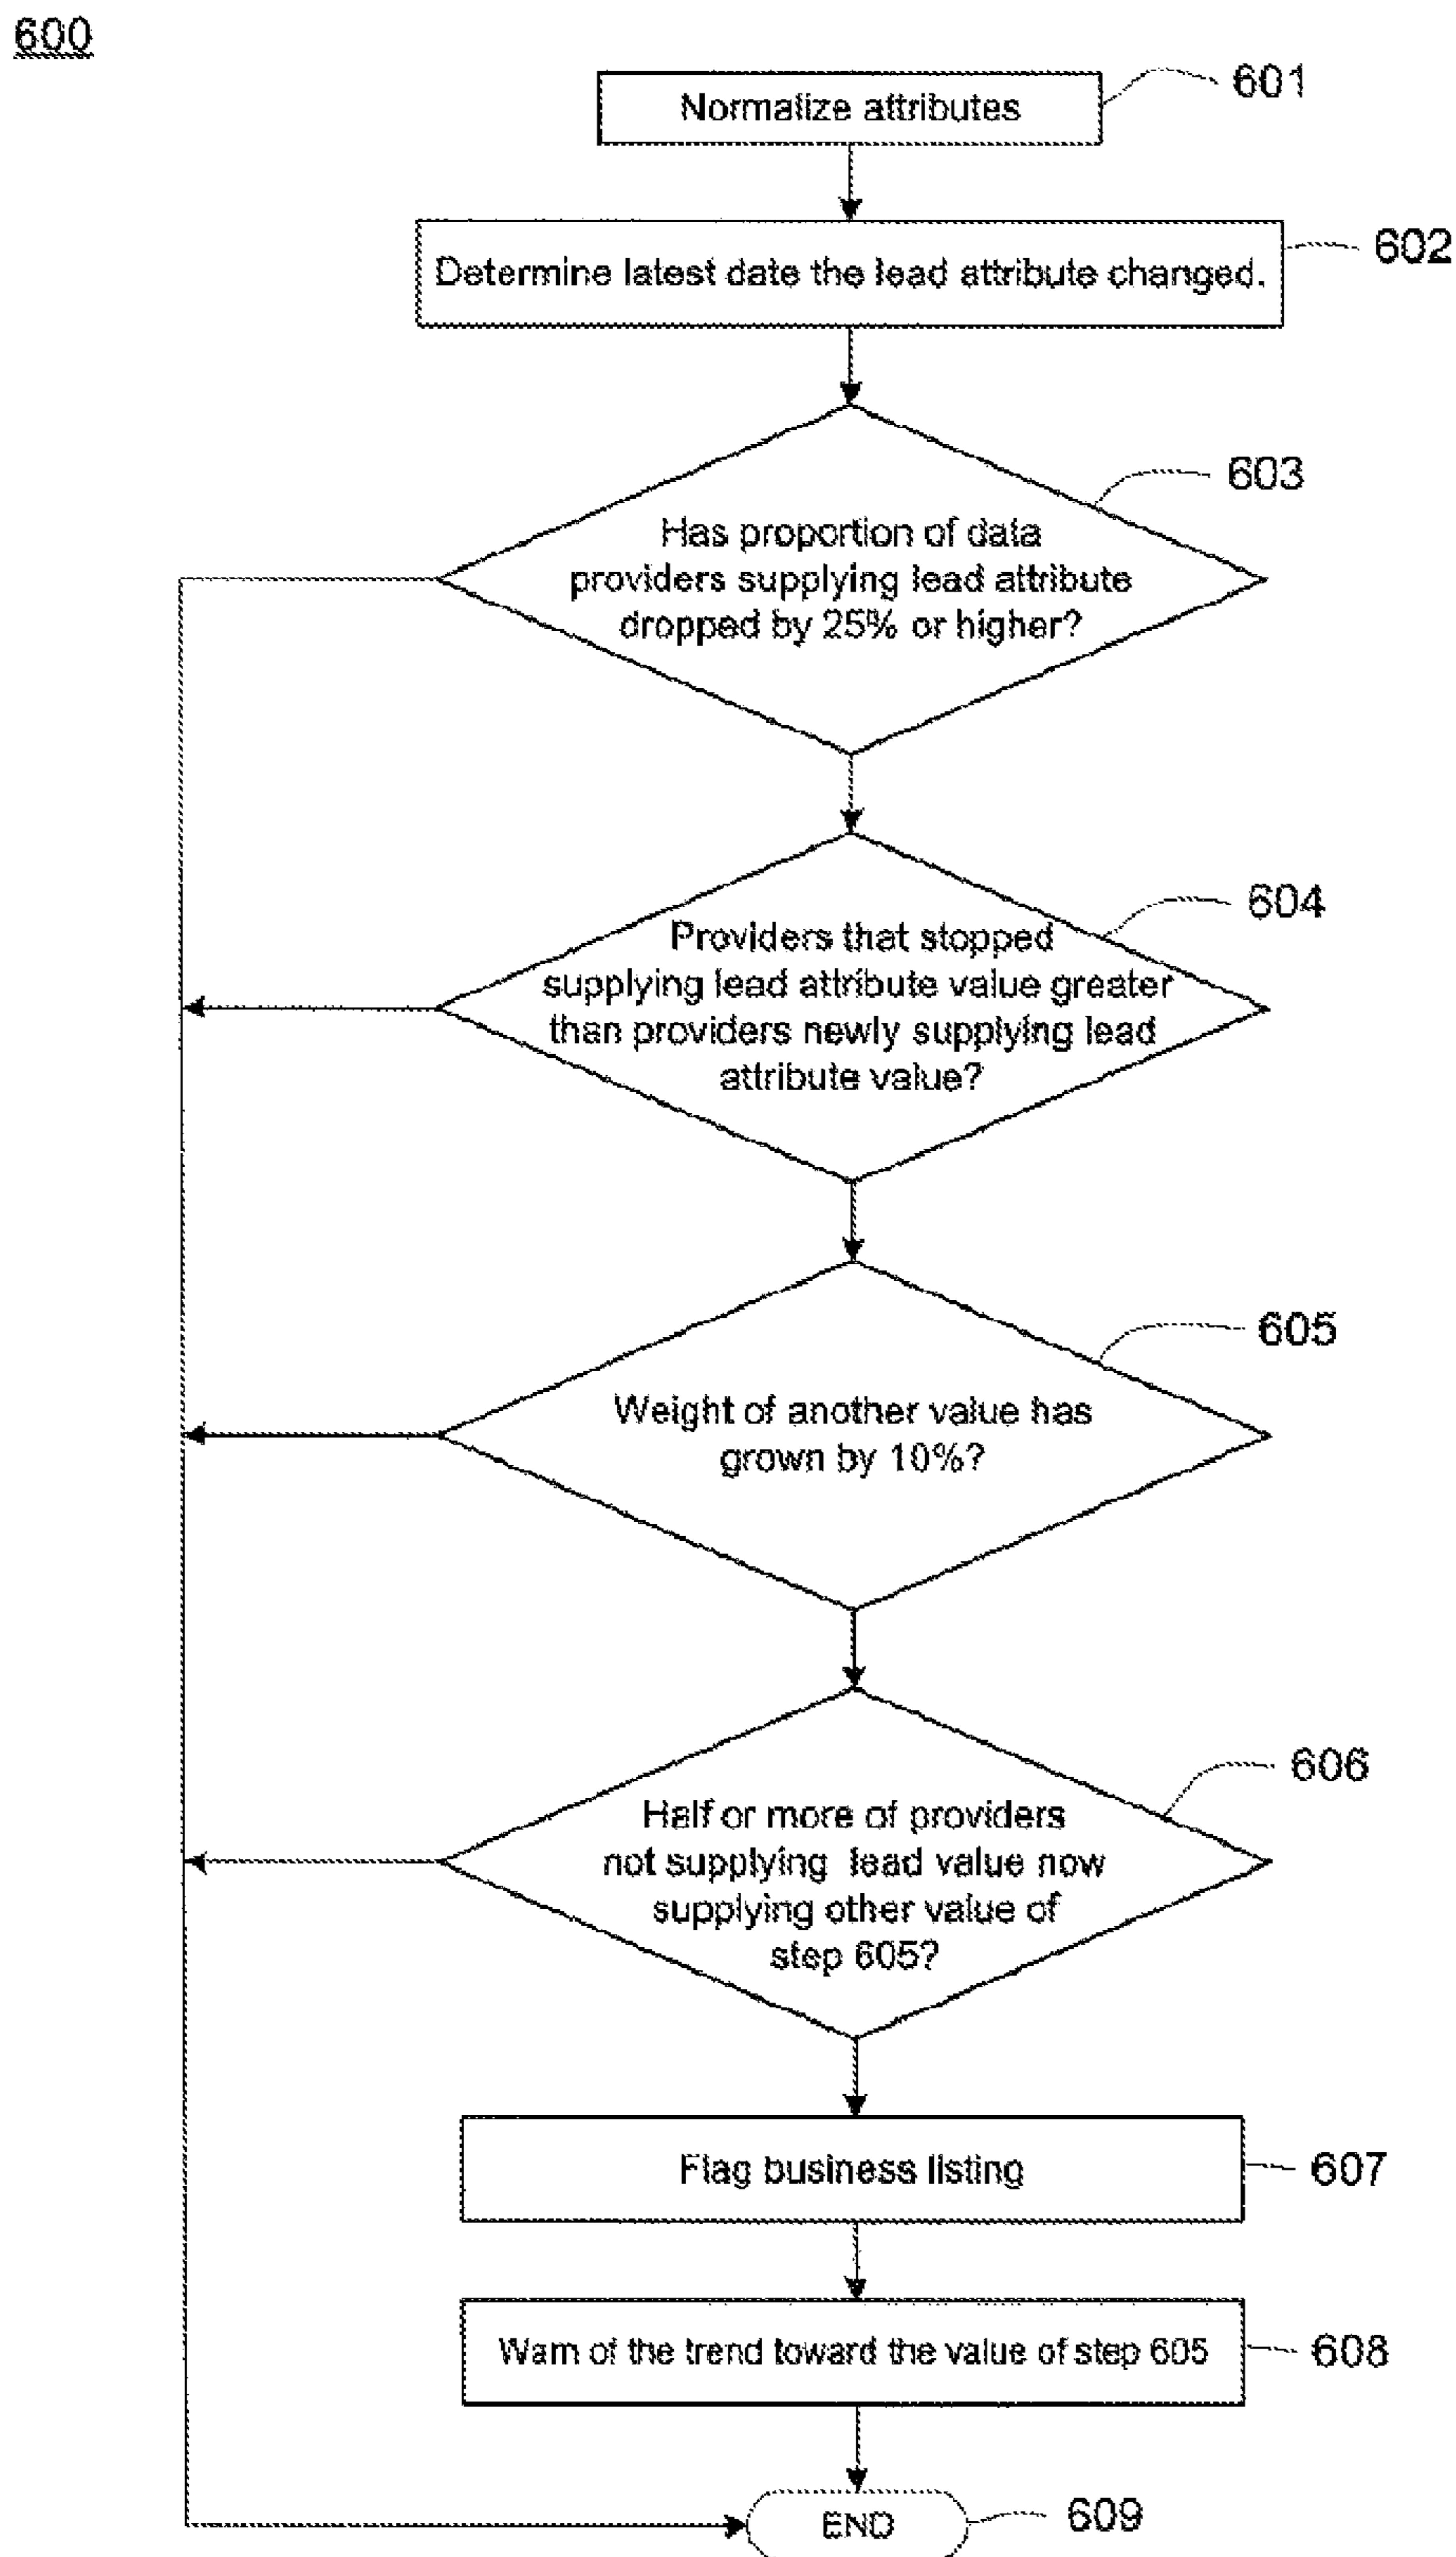 600
Normalize attributes
601
Determine latest date the lead attribute changed.
602
603
Has proportion of data
providers supplying lead attribute
dropped by 25% or higher?
604
Providers that stopped
supplying lead attribute value greater
than providers newly supplying lead
attribute value?
605
Weight of another value has
grown by 10%?
606
Half or more of providers
not supplying lead value now
supplying other value of
step 605?
Flag business listing
607
Warn of the trend toward the value of step 605
608
END
609